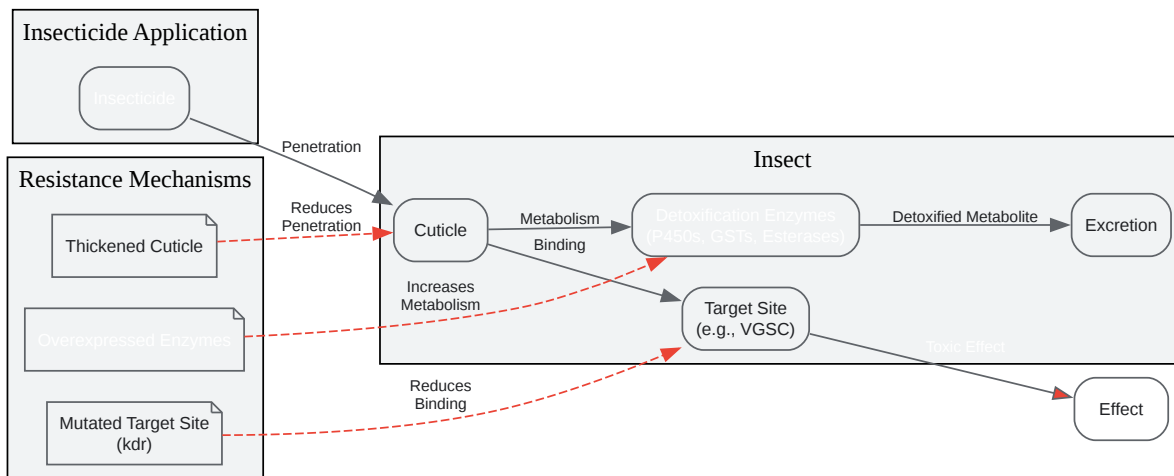 Insecticide Application
Insecticide
Penetration
Resistance Mechanisms
Thickened Cuticle
Overexpressed Enzymes
Mutated Target Site
(kdr)
Reduces
Penetration
Increases
Metabolism
Reduces
Binding
Insect
Cuticle
Metabolism
Binding
Detoxification Enzymes
(P450s, GSTs, Esterases)
Detoxified Metabolite
Excretion
Target Site
(e.g., VGSC)
Toxic Effect
Effect